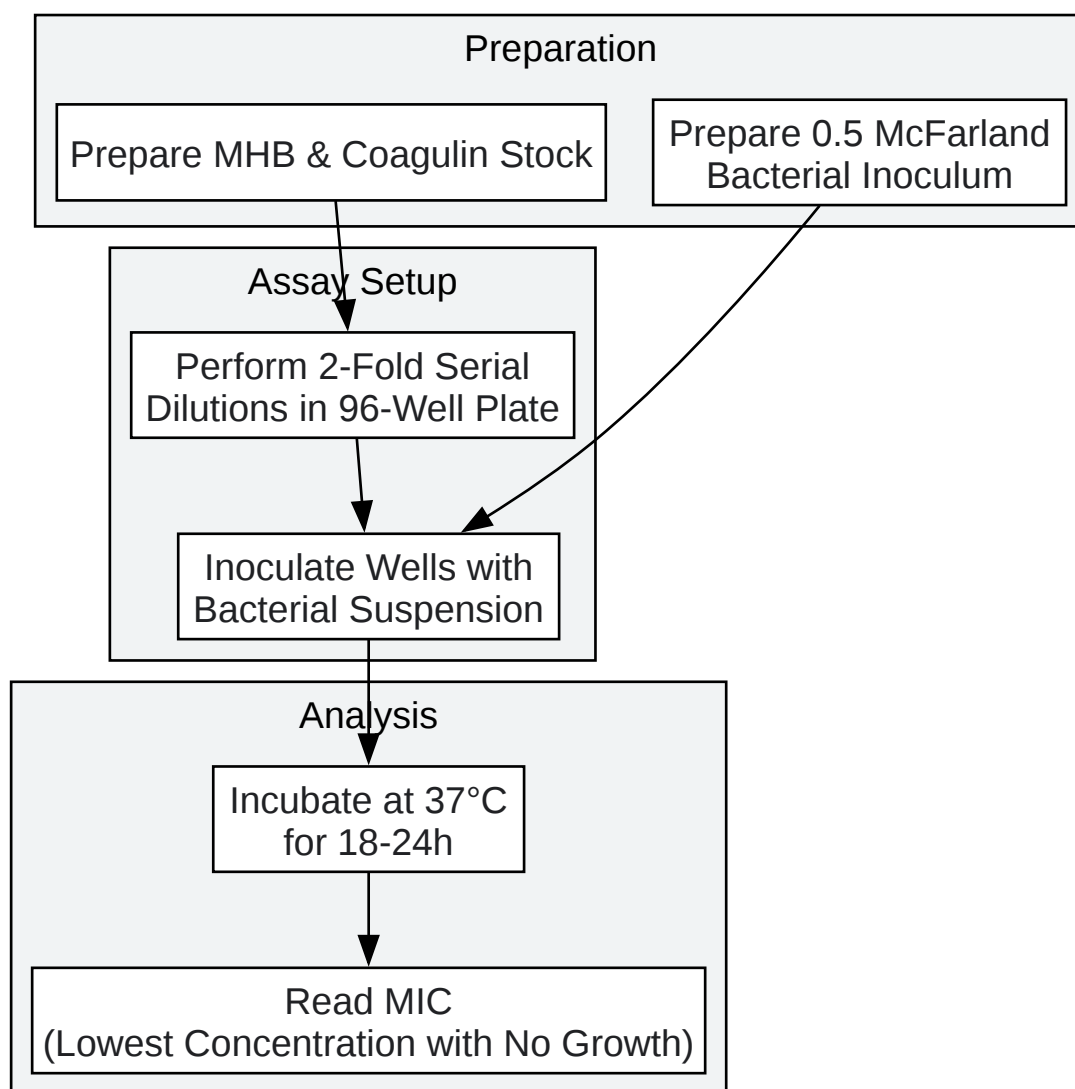 Preparation
Prepare MHB & Coagulin Stock
Prepare 0.5 McFarland
Bacterial Inoculum
Assay Setup
Perform 2-Fold Serial
Dilutions in 96-Well Plate
Inoculate Wells with
Bacterial Suspension
Analysis
Incubate at 37°C
for 18-24h
Read MIC
(Lowest Concentration with No Growth)